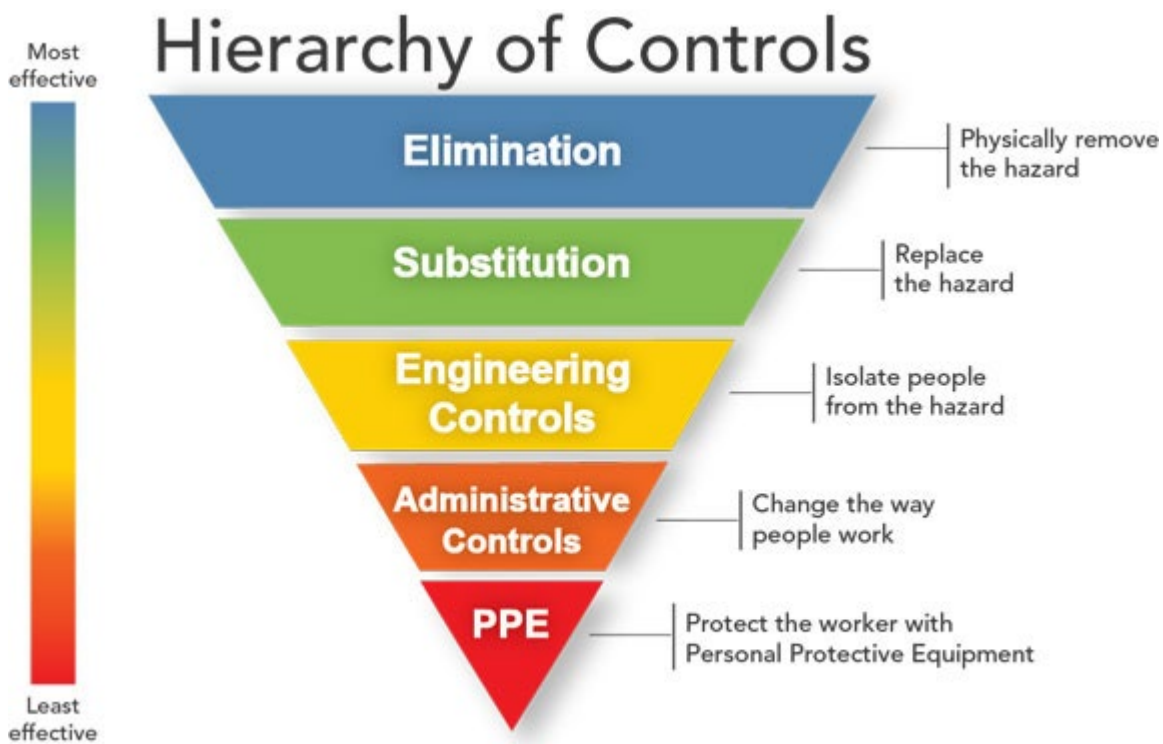 Hierarchy of Controls
Most
effective
Elimination
Physically remove
the hazard
Substitution
Replace
the hazard
Engineering
Controls
Isolate people
from the hazard
Administrative
Controls
Change the way
people work
PPE
Protect the worker with
Personal Protective Equipment
Least
effective